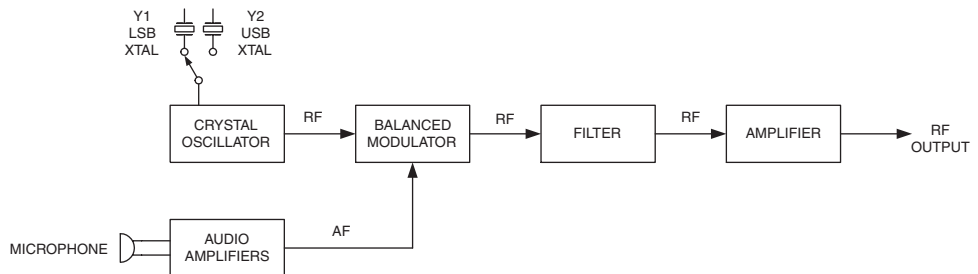 Y1
LSB
XTAL
Y2
USB
XTAL
CRYSTAL
OSCILLATOR
RF
BALANCED
MODULATOR
RF
FILTER
RF
AMPLIFIER
RF
OUTPUT
MICROPHONE
AUDIO
AMPLIFIERS
AF